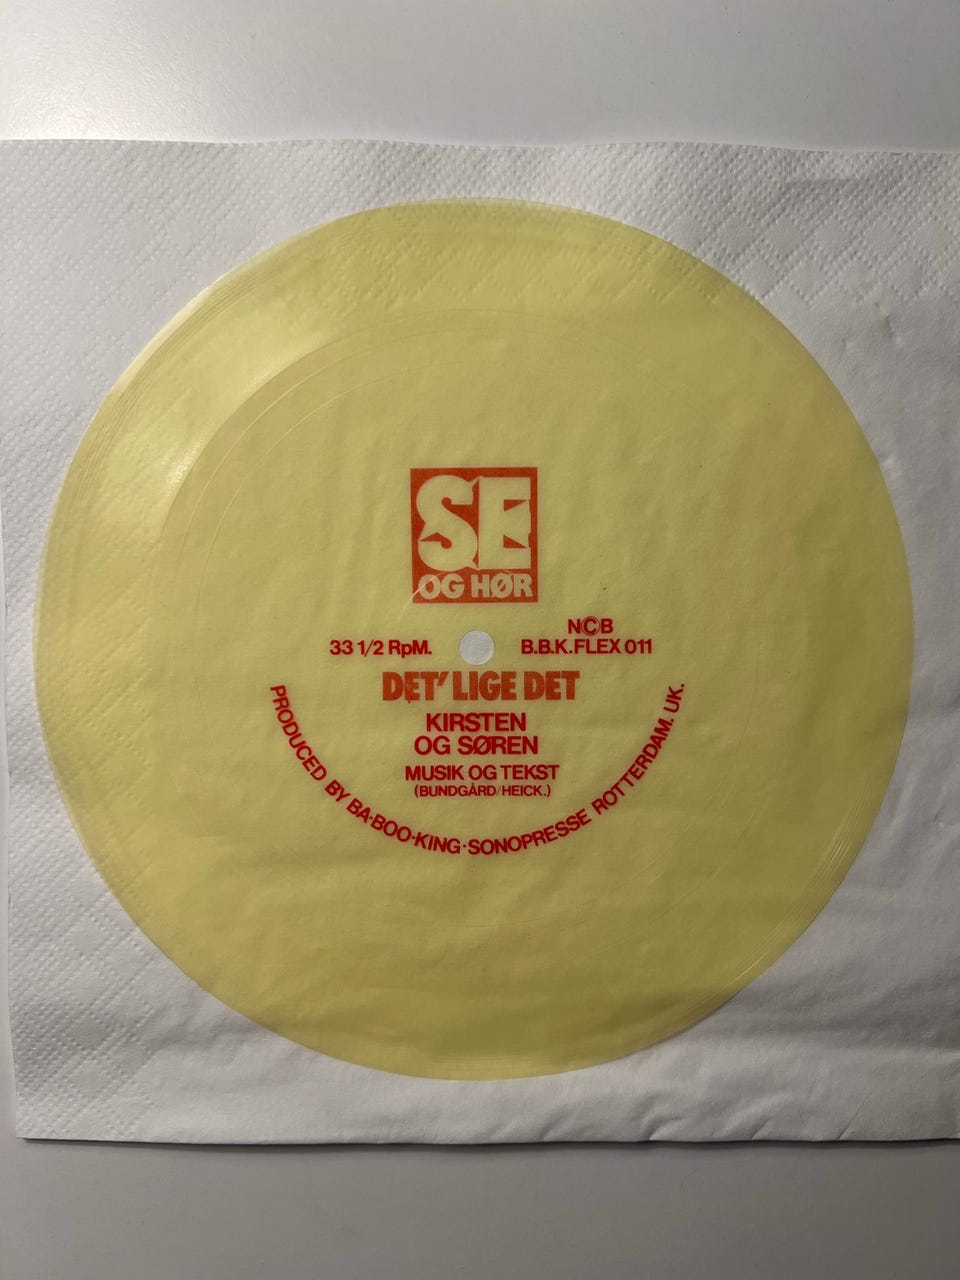 SE
OG HØR
33 1/2 RpM.
NCB
B.B.K.FLEX 011
DET' LIGE DET
KIRSTEN
OG SØREN
MUSIK OG TEKST
(BUNDGÅRD/HEICK.)
PRODUCED BY BA·BOO·KING·SONOPRESSE ROTTERDAM. UK.